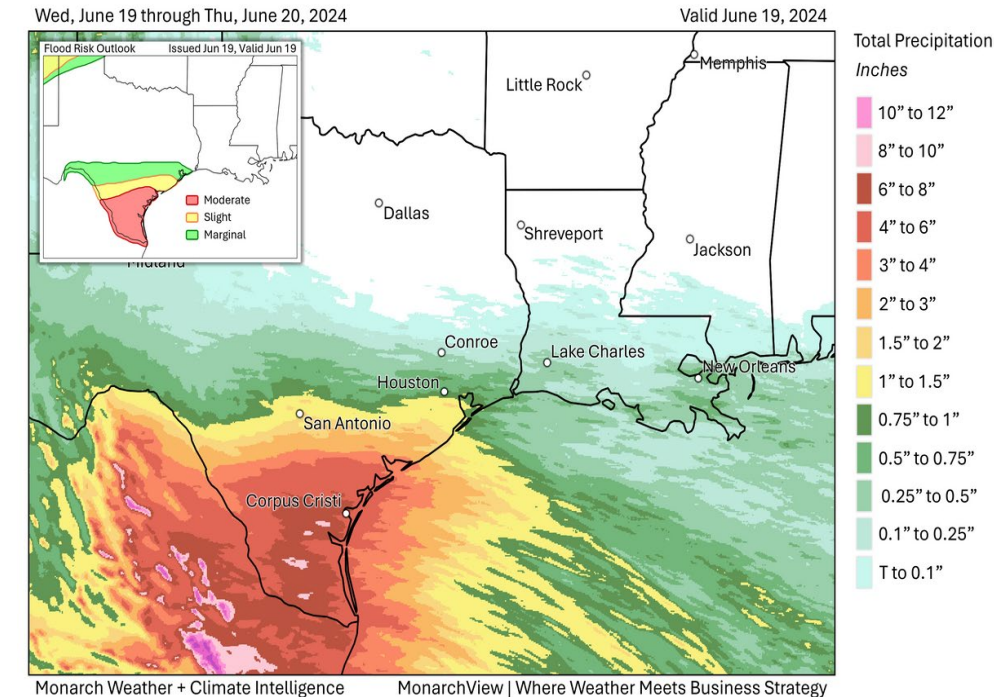 Wed, June 19 through Thu, June 20, 2024
Valid June 19, 2024
Flood Risk Outlook
Issued Jun 19, Valid Jun 19
Moderate
Slight
Marginal
Total Precipitation
Inches
10” to 12”
8” to 10”
6” to 8”
4” to 6”
3” to 4”
2” to 3”
1.5” to 2”
1” to 1.5”
0.75” to 1”
0.5” to 0.75”
0.25” to 0.5”
0.1” to 0.25”
T to 0.1”
Memphis
Little Rock
Dallas
Shreveport
Jackson
Midland
Conroe
Lake Charles
New Orleans
Houston
San Antonio
Corpus Cristi
Monarch Weather + Climate Intelligence
MonarchView | Where Weather Meets Business Strategy